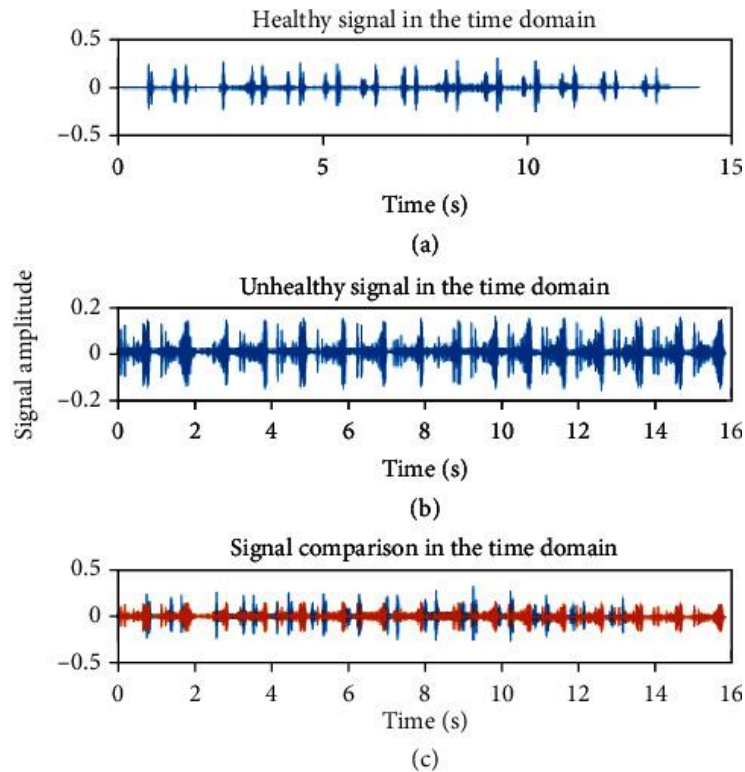 Healthy signal in the time domain
0.5
0
−0.5
0 5 10 15
Time (s)
(a)
Signal amplitude
Unhealthy signal in the time domain
0.2
0
−0.2
0 2 4 6 8 10 12 14 16
Time (s)
(b)
Signal comparison in the time domain
0.5
0
−0.5
0 2 4 6 8 10 12 14 16
Time (s)
(c)